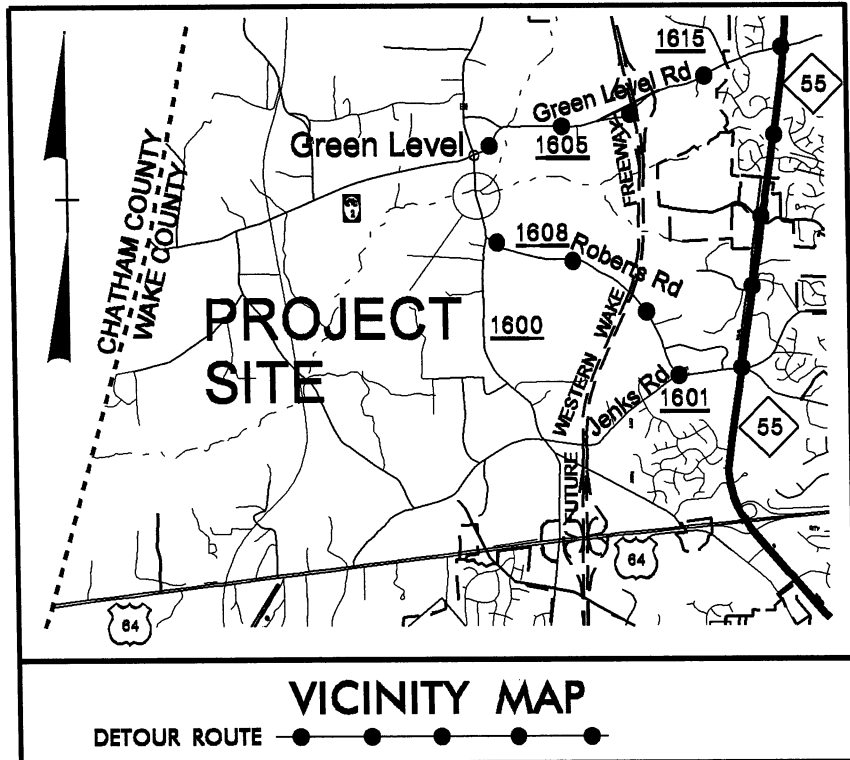 1615
55
Green Level Rd
Green Level
1605
FREEWAY
CHATHAM COUNTY
WAKE COUNTY
1608
Roberts Rd
PROJECT
SITE
1600
WAKE
WESTERN
Jenks Rd
1601
55
FUTURE
64
64
VICINITY MAP
DETOUR ROUTE